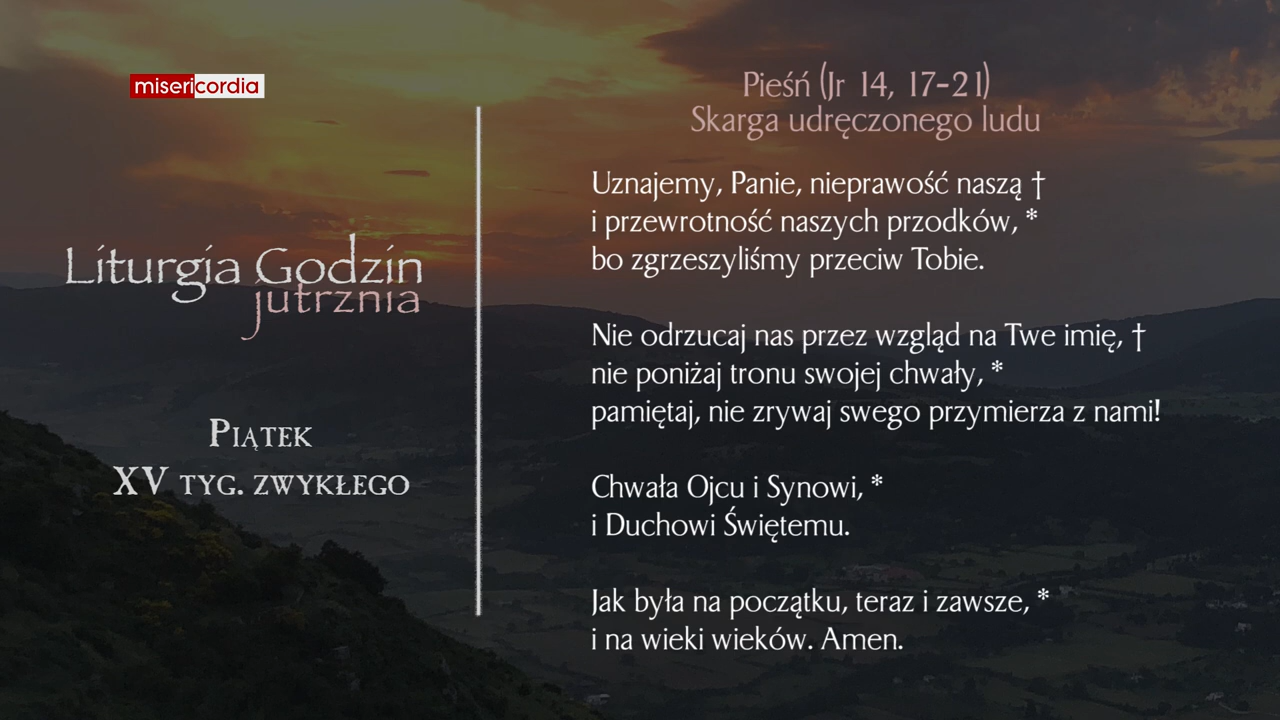 misericordia
Liturgia Godzin
jutrznia
Piątek
XV tyg. zwykłego
Pieśń (Jr 14, 17-21)
Skarga udręczonego ludu
Uznajemy, Panie, nieprawość naszą †
i przewrotność naszych przodków, *
bo zgrzeszyliśmy przeciw Tobie.
Nie odrzucaj nas przez wzgląd na Twe imię, †
nie poniżaj tronu swojej chwały, *
pamiętaj, nie zrywaj swego przymierza z nami!
Chwała Ojcu i Synowi, *
i Duchowi Świętemu.
Jak była na początku, teraz i zawsze, *
i na wieki wieków. Amen.